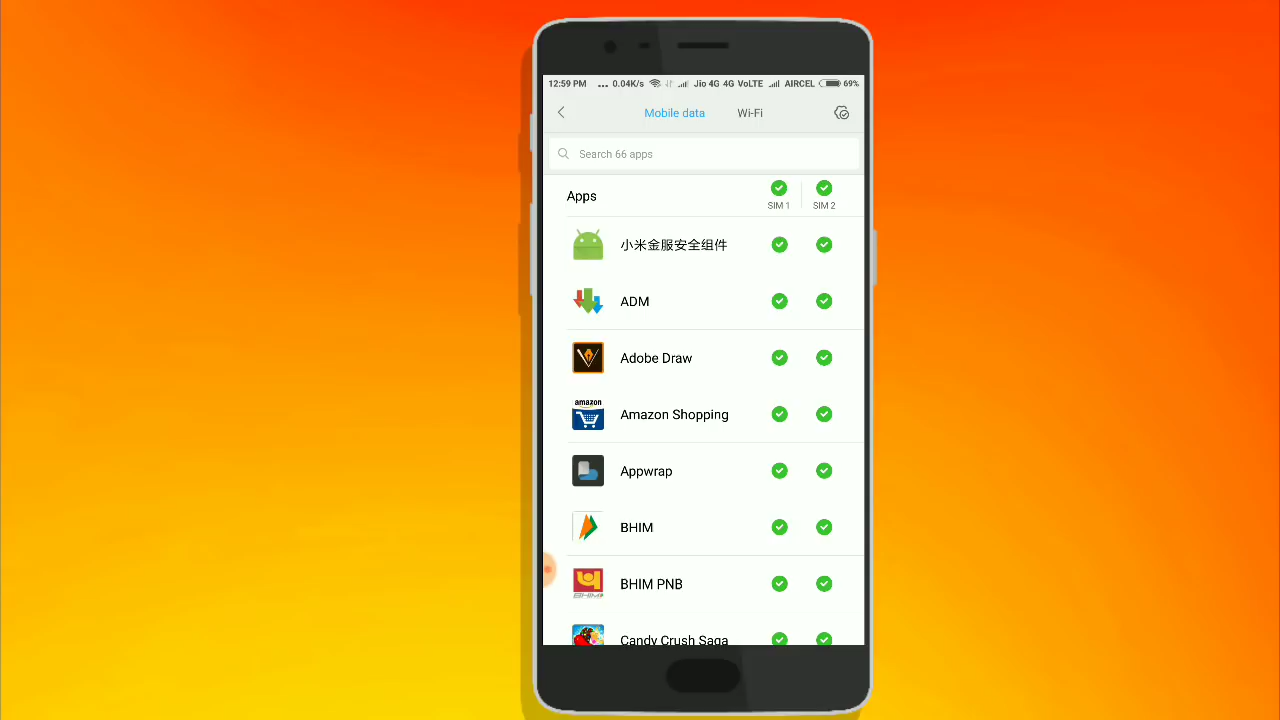 12:59 PM ... 0.04K/s Jio 4G 4G VoLTE AIRCEL 69%
Mobile data Wi-Fi
Search 66 apps
Apps SIM 1 SIM 2
小米金服安全组件
ADM
Adobe Draw
amazon
Amazon Shopping
Appwrap
BHIM
BHIM PNB
BHIM
Candy Crush Saga